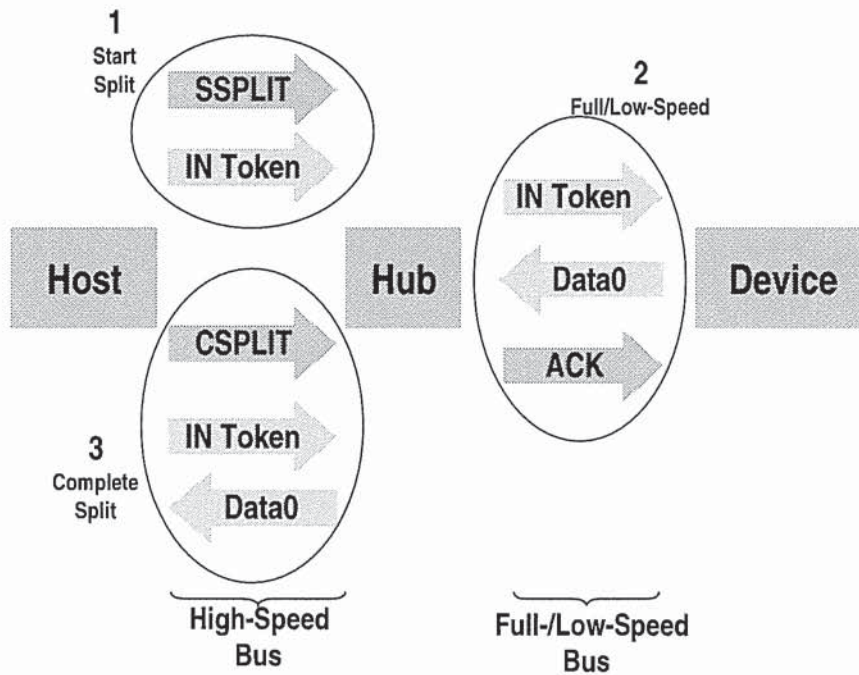 1
Start
Split
SSPLIT
IN Token
2
Full/Low-Speed
IN Token
Data0
ACK
Host
Hub
Device
CSPLIT
IN Token
Data0
3
Complete
Split
High-Speed
Bus
Full-/Low-Speed
Bus